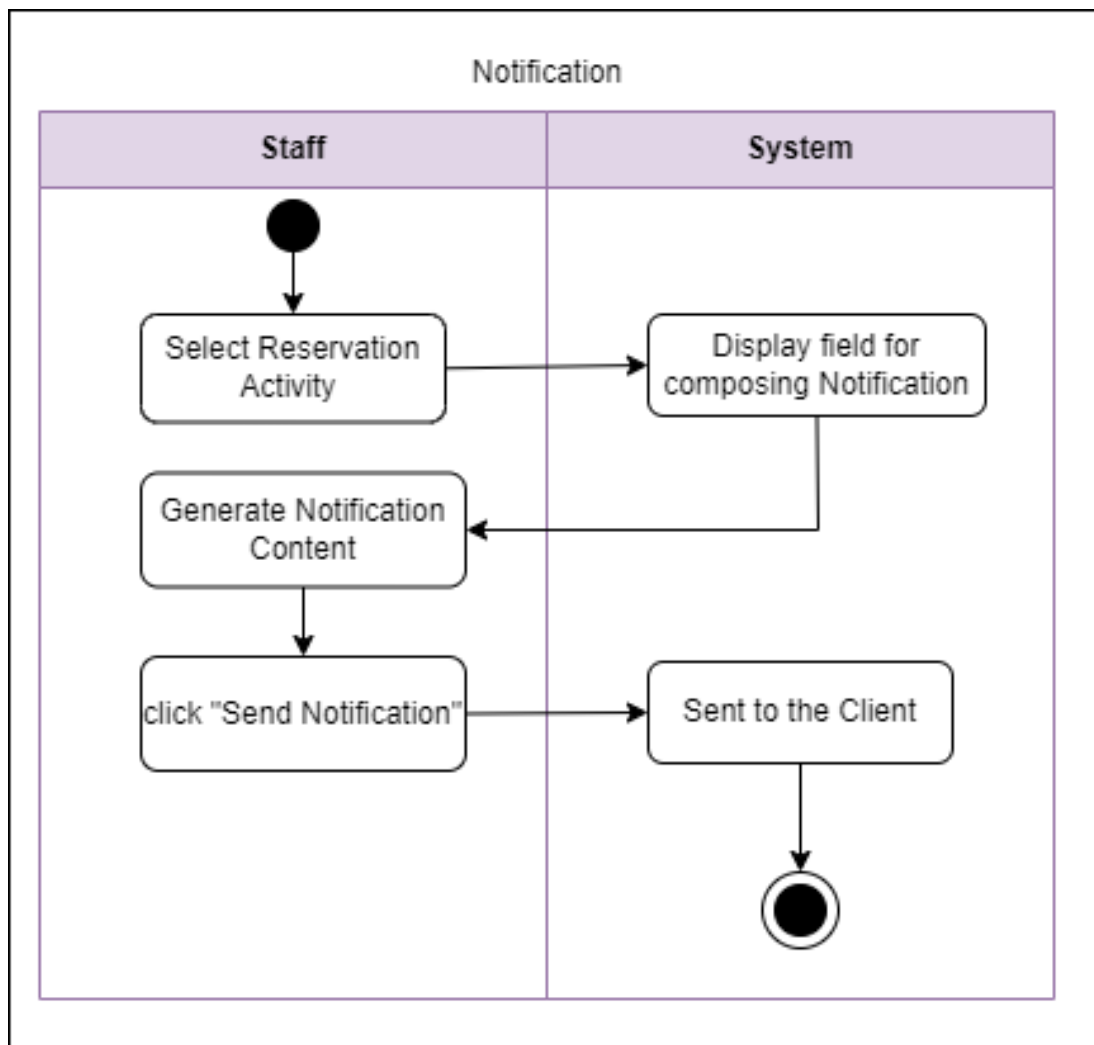 Notification
Staff
System
Select Reservation
Activity
Display field for
composing Notification
Generate Notification
Content
click "Send Notification"
Sent to the Client